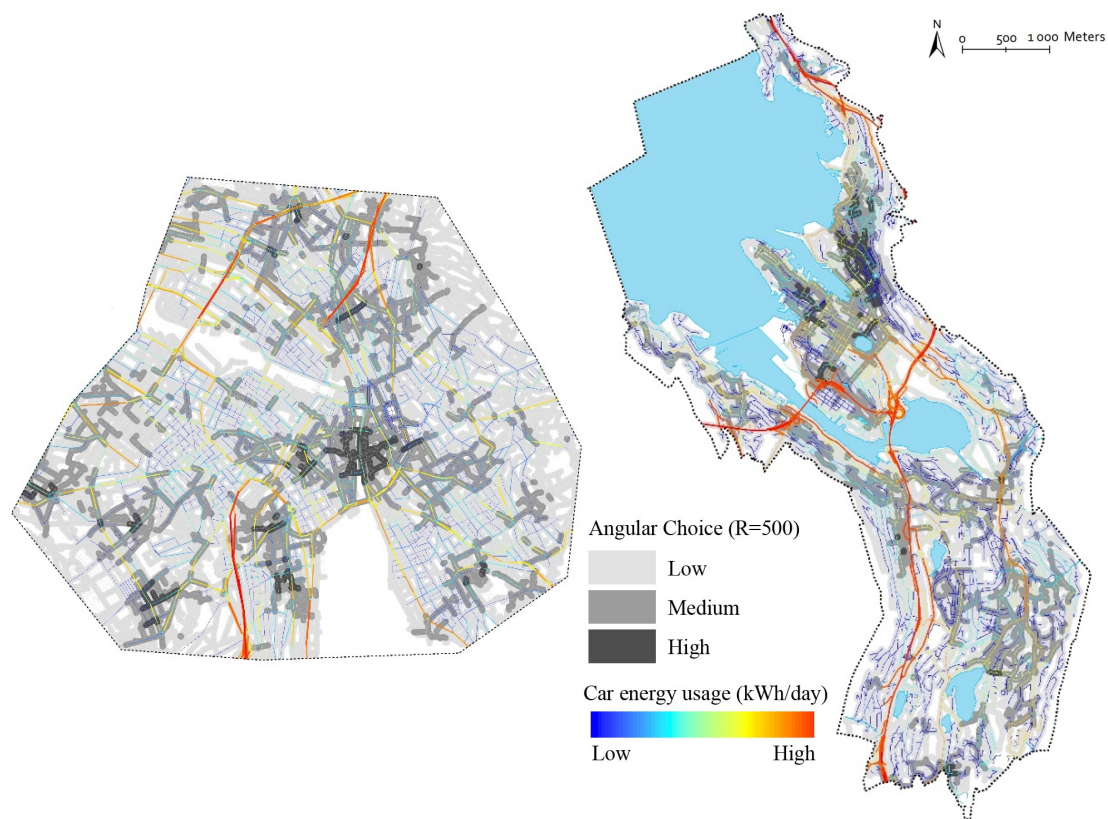 N
0 500 1 000 Meters
Angular Choice (R=500)
Low
Medium
High
Car energy usage (kWh/day)
Low High